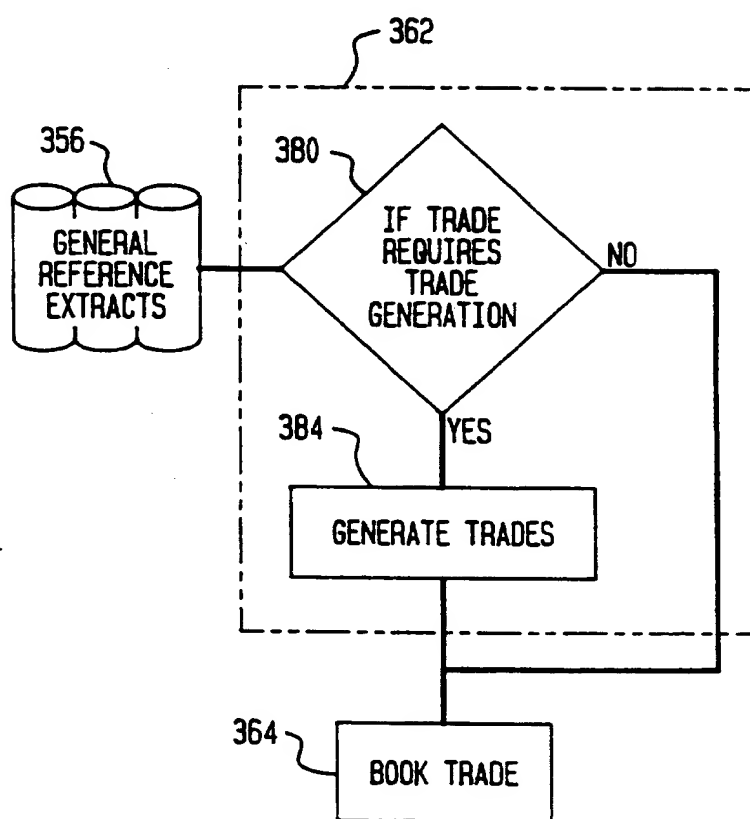 362
356
380
GENERAL
REFERENCE
EXTRACTS
IF TRADE
REQUIRES
TRADE
GENERATION
NO
YES
384
GENERATE TRADES
364
BOOK TRADE